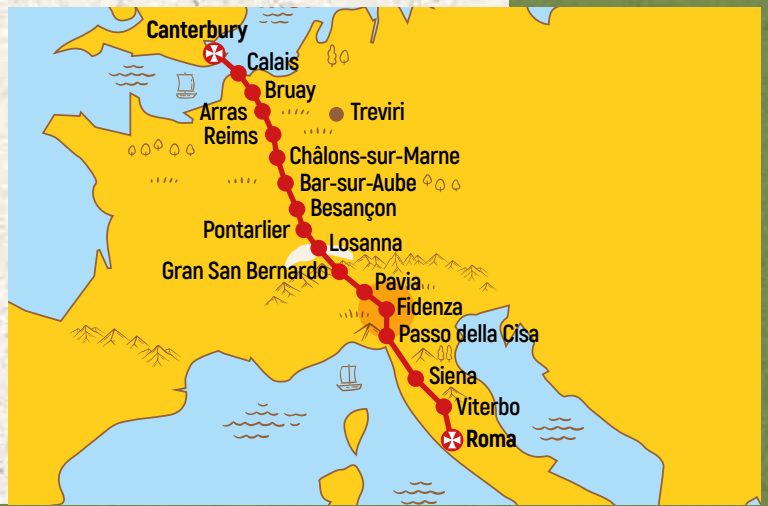 Canterbury
Calais
Bruay
Arras
Treviri
Reims
Châlons-sur-Marne
Bar-sur-Aube
Besançon
Pontarlier
Losanna
Gran San Bernardo
Pavia
Fidenza
Passo della Cisa
Siena
Viterbo
Roma